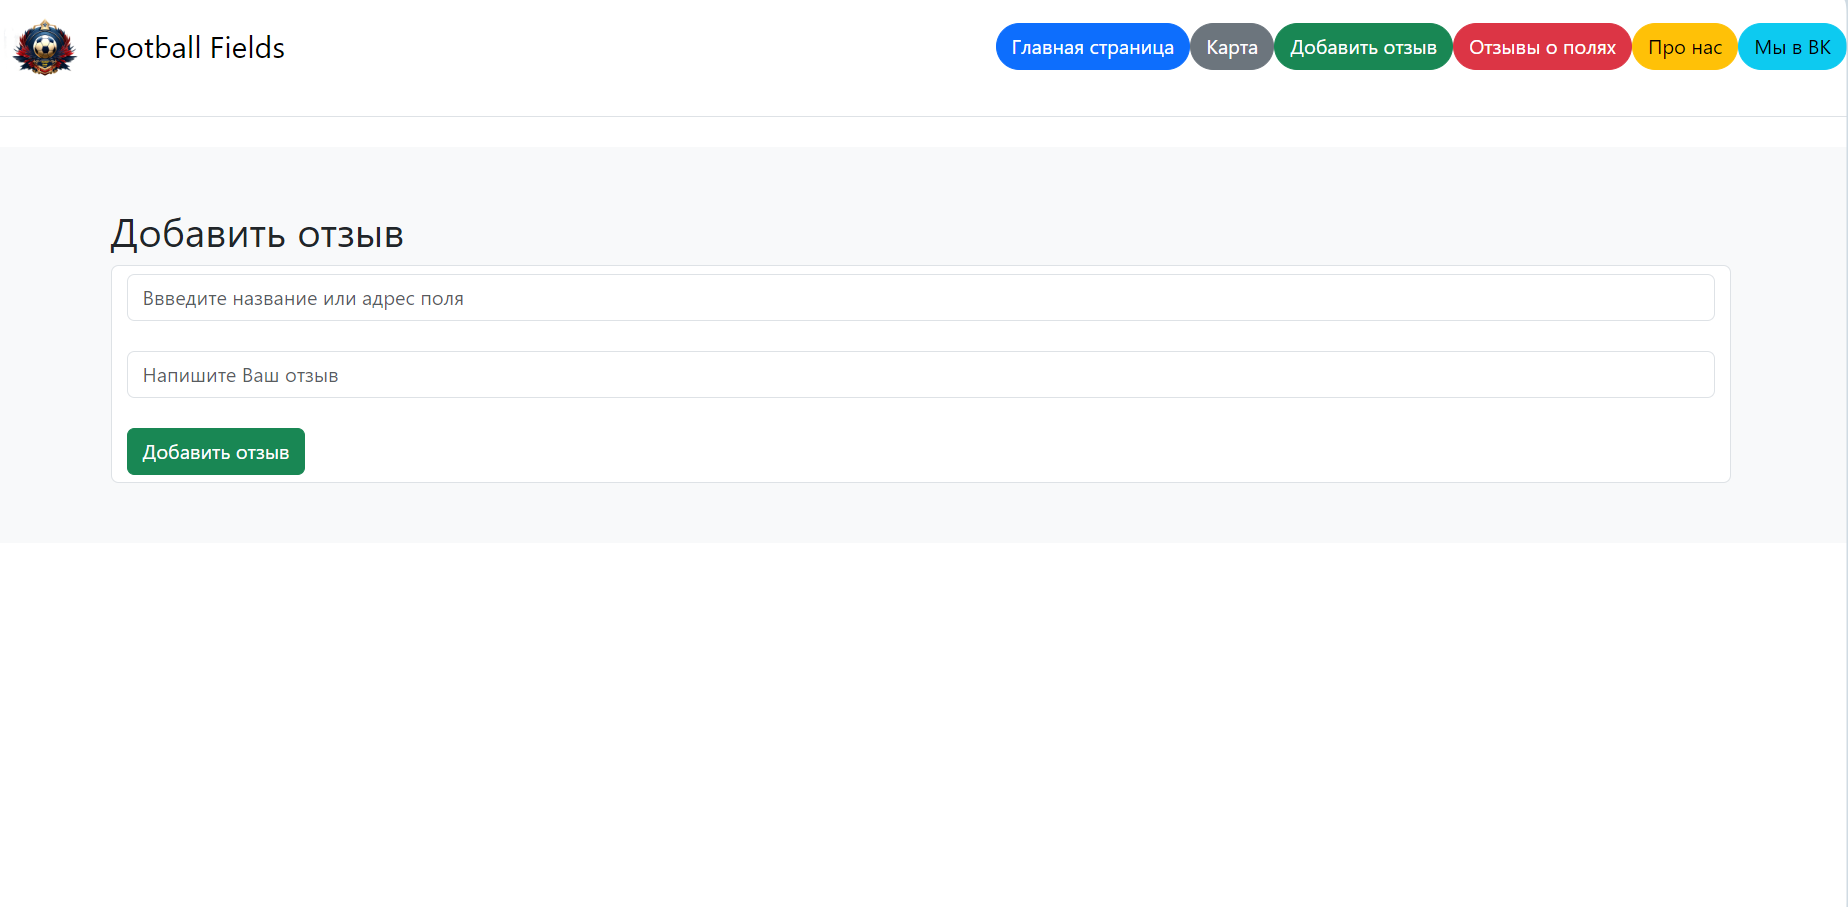 Football Fields
Главная страница Карта Добавить отзыв Отзывы о полях Про нас Мы в ВК
Добавить отзыв
Ввведите название или адрес поля
Напишите Ваш отзыв
Добавить отзыв